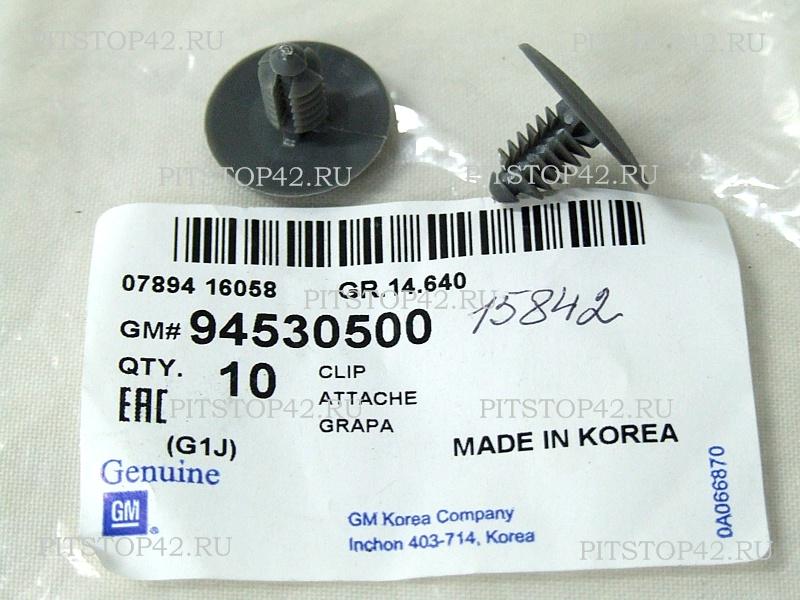 PITSTOP42.RU PITSTOP42.RU
PITSTOP42.RU PITSTOP42.RU
07894 16058 GR.14.640
PITSTOP42.RU
GM# 94530500 15842
QTY. 10 CLIP
ATTACHE
PITSTOP42.RU PITSTOP42.RU
EAC GRAPA
(G1J) MADE IN KOREA
Genuine
GM ®
GM Korea Company
Inchon 403-714, Korea
PITSTOP42.RU PITSTOP42.RU
0A066870